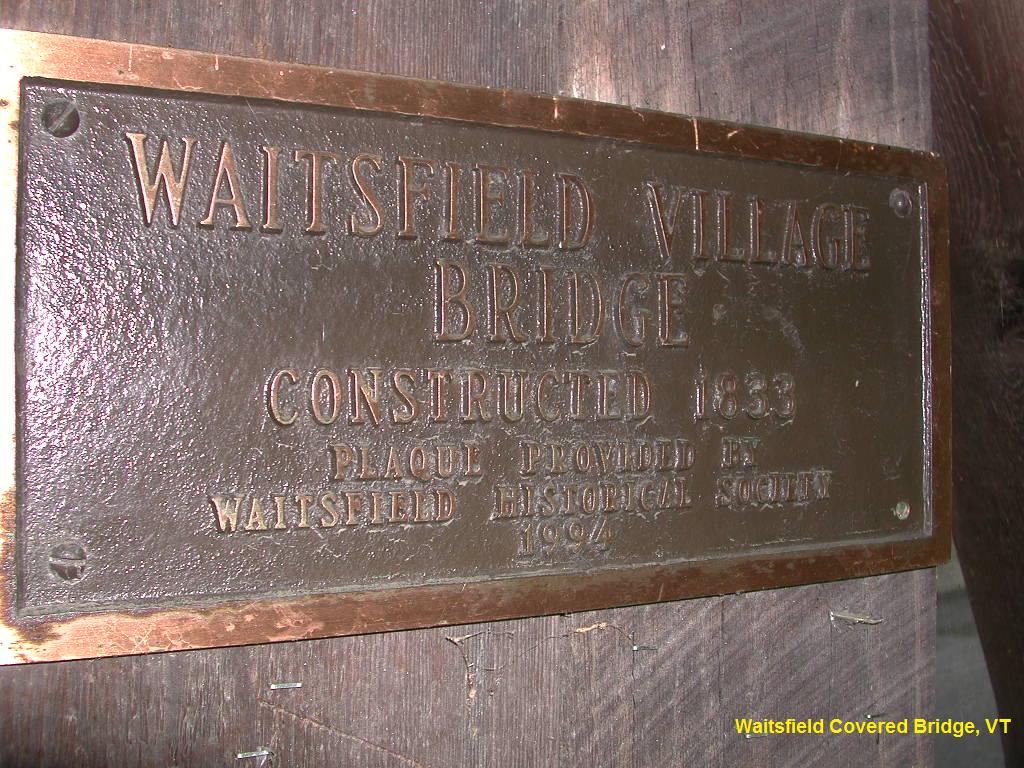 WAITSFIELD VILLAGE
BRIDGE
CONSTRUCTED 1833
PLAQUE PROVIDED BY
WAITSFIELD HISTORICAL SOCIETY
1994
Waitsfield Covered Bridge, VT